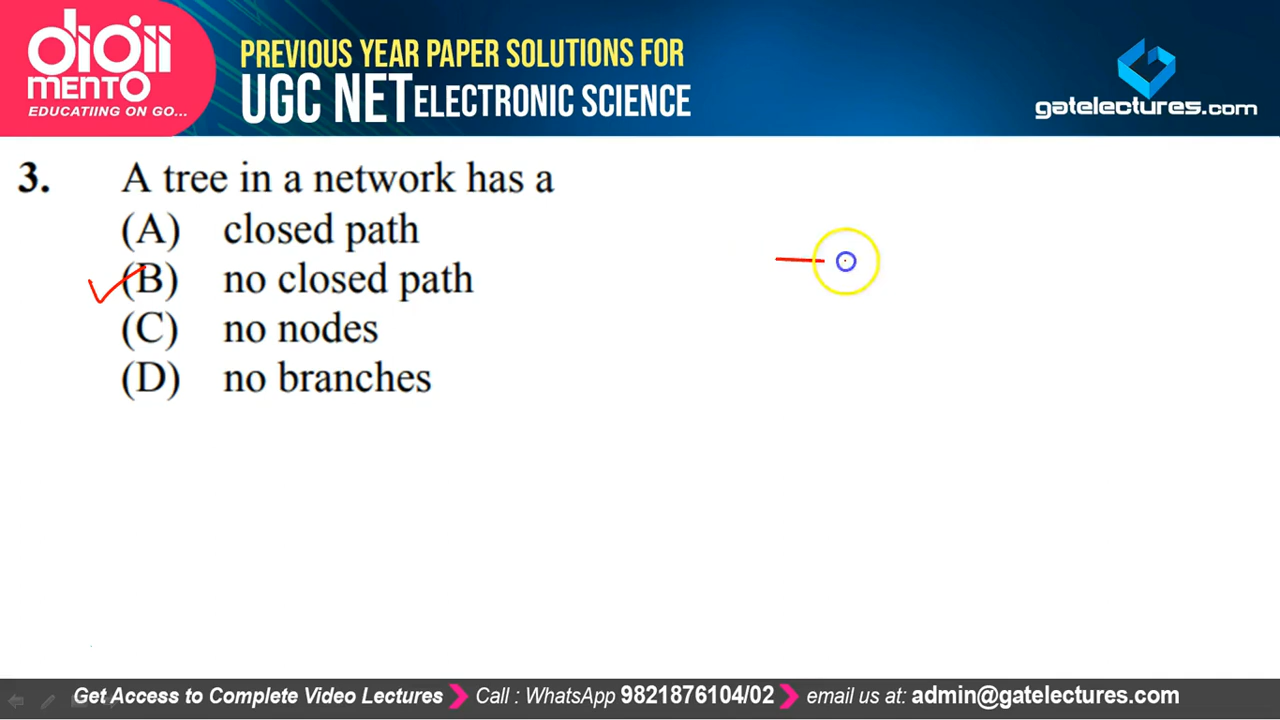 digii
MENTO
EDUCATIING ON GO...
PREVIOUS YEAR PAPER SOLUTIONS FOR
UGC NET ELECTRONIC SCIENCE
gatelectures.com
3. A tree in a network has a
(A) closed path
(B) no closed path
(C) no nodes
(D) no branches
Get Access to Complete Video Lectures Call : WhatsApp 9821876104/02 email us at: admin@gatelectures.com